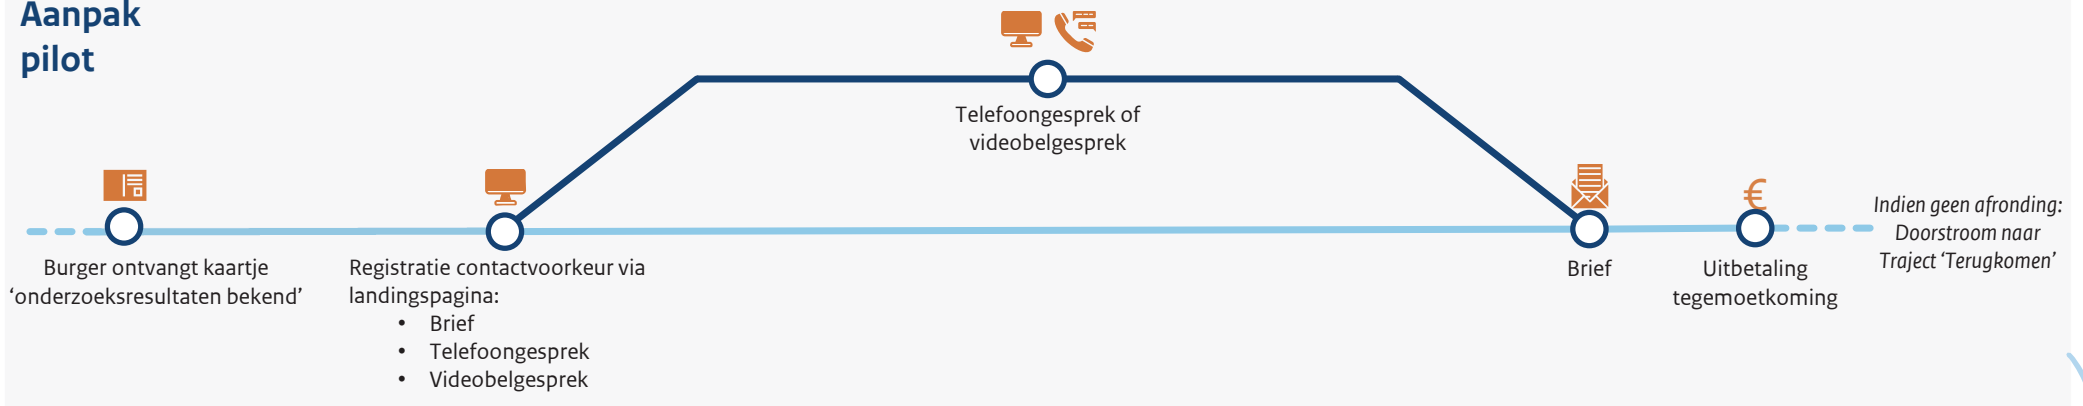 Aanpak
pilot
Telefoongesprek of
videobelgesprek
Burger ontvangt kaartje
‘onderzoeksresultaten bekend’
Registratie contactvoorkeur via
landingspagina:
• Brief
• Telefoongesprek
• Videobelgesprek
Brief
€
Uitbetaling
tegemoetkoming
Indien geen afronding:
Doorstroom naar
Traject ‘Terugkomen’